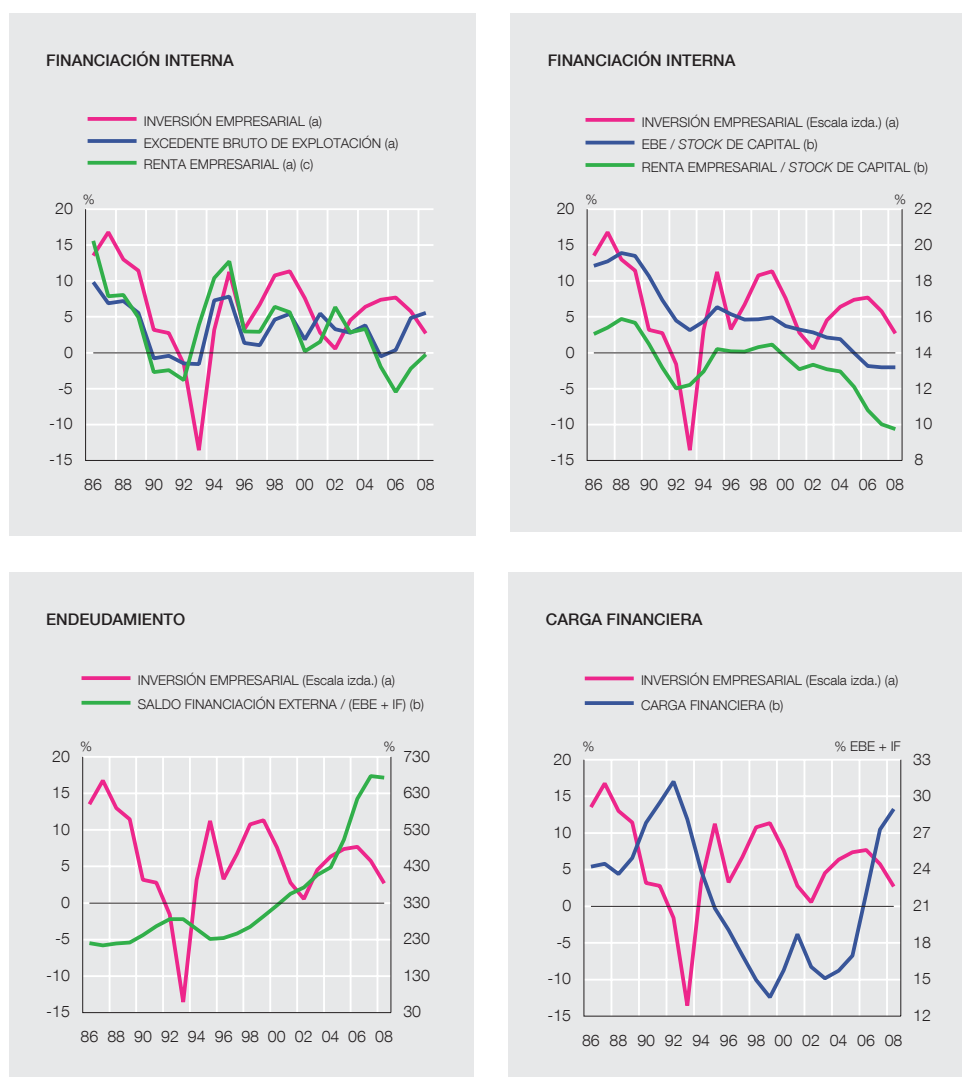 FINANCIACIÓN INTERNA
INVERSIÓN EMPRESARIAL (a)
EXCEDENTE BRUTO DE EXPLOTACIÓN (a)
RENTA EMPRESARIAL (a) (c)
%
20
15
10
5
0
-5
-10
-15
86 88 90 92 94 96 98 00 02 04 06 08
FINANCIACIÓN INTERNA
INVERSIÓN EMPRESARIAL (Escala izda.) (a)
EBE / STOCK DE CAPITAL (b)
RENTA EMPRESARIAL / STOCK DE CAPITAL (b)
% %
20 22
15 20
10 18
5 16
0 14
-5 12
-10 10
-15 8
86 88 90 92 94 96 98 00 02 04 06 08
ENDEUDAMIENTO
INVERSIÓN EMPRESARIAL (Escala izda.) (a)
SALDO FINANCIACIÓN EXTERNA / (EBE + IF) (b)
% %
20 730
15 630
10 530
5 430
0 330
-5 230
-10 130
-15 30
86 88 90 92 94 96 98 00 02 04 06 08
CARGA FINANCIERA
INVERSIÓN EMPRESARIAL (Escala izda.) (a)
CARGA FINANCIERA (b)
% % EBE + IF
20 33
15 30
10 27
5 24
0 21
-5 18
-10 15
-15 12
86 88 90 92 94 96 98 00 02 04 06 08